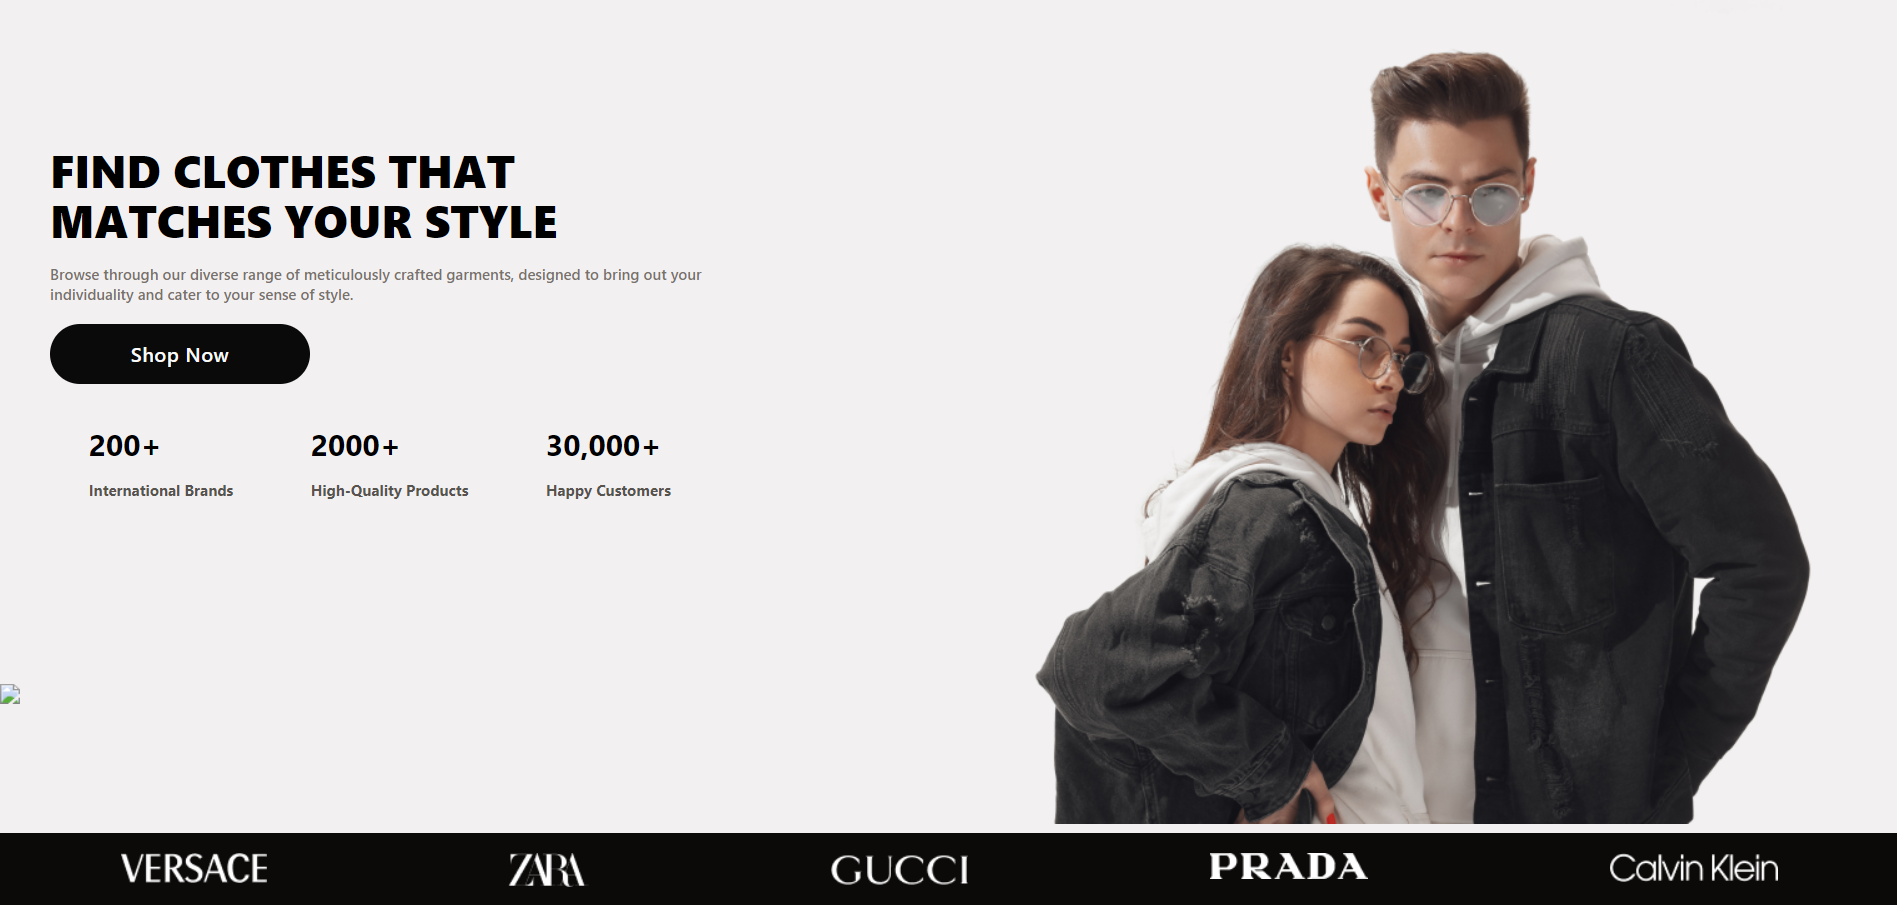 FIND CLOTHES THAT
MATCHES YOUR STYLE
Browse through our diverse range of meticulously crafted garments, designed to bring out your
individuality and cater to your sense of style.
Shop Now
200+
2000+
30,000+
International Brands
High-Quality Products
Happy Customers
VERSACE
ZARA
GUCCI
PRADA
Calvin Klein